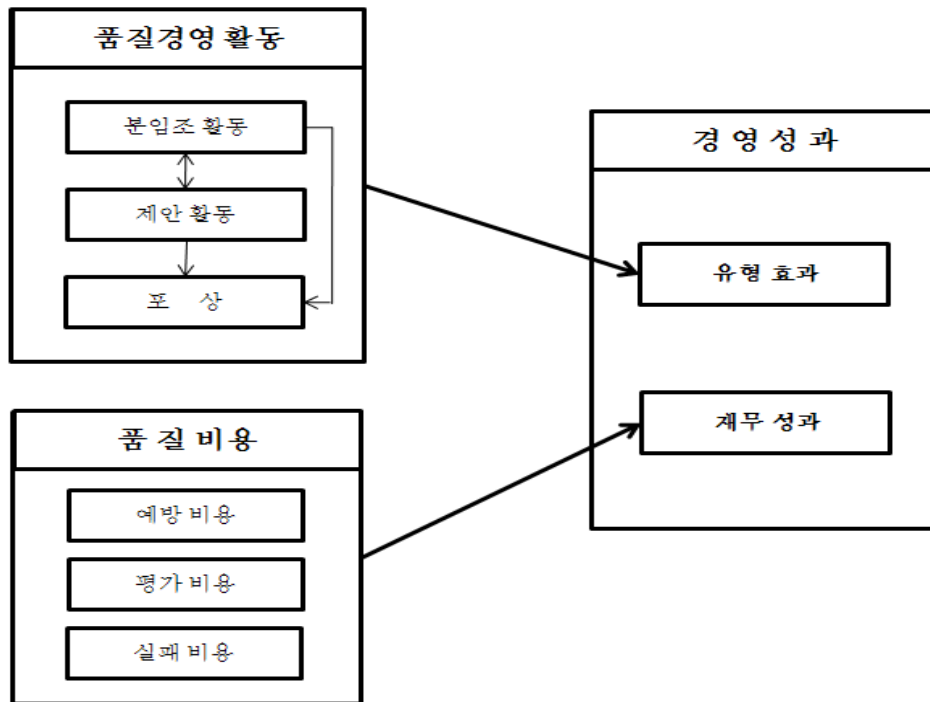 품질경영 활동
분임조 활동
제안 활동
포 상
품 질 비용
예방 비용
평가 비용
실패 비용
경 영 성 과
유형 효과
재무 성과